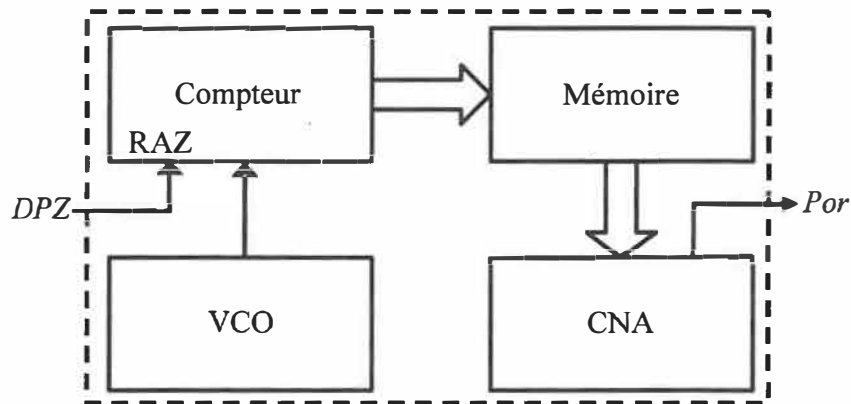 Compteur
Mémoire
RAZ
DPZ
Por
VCO
CNA